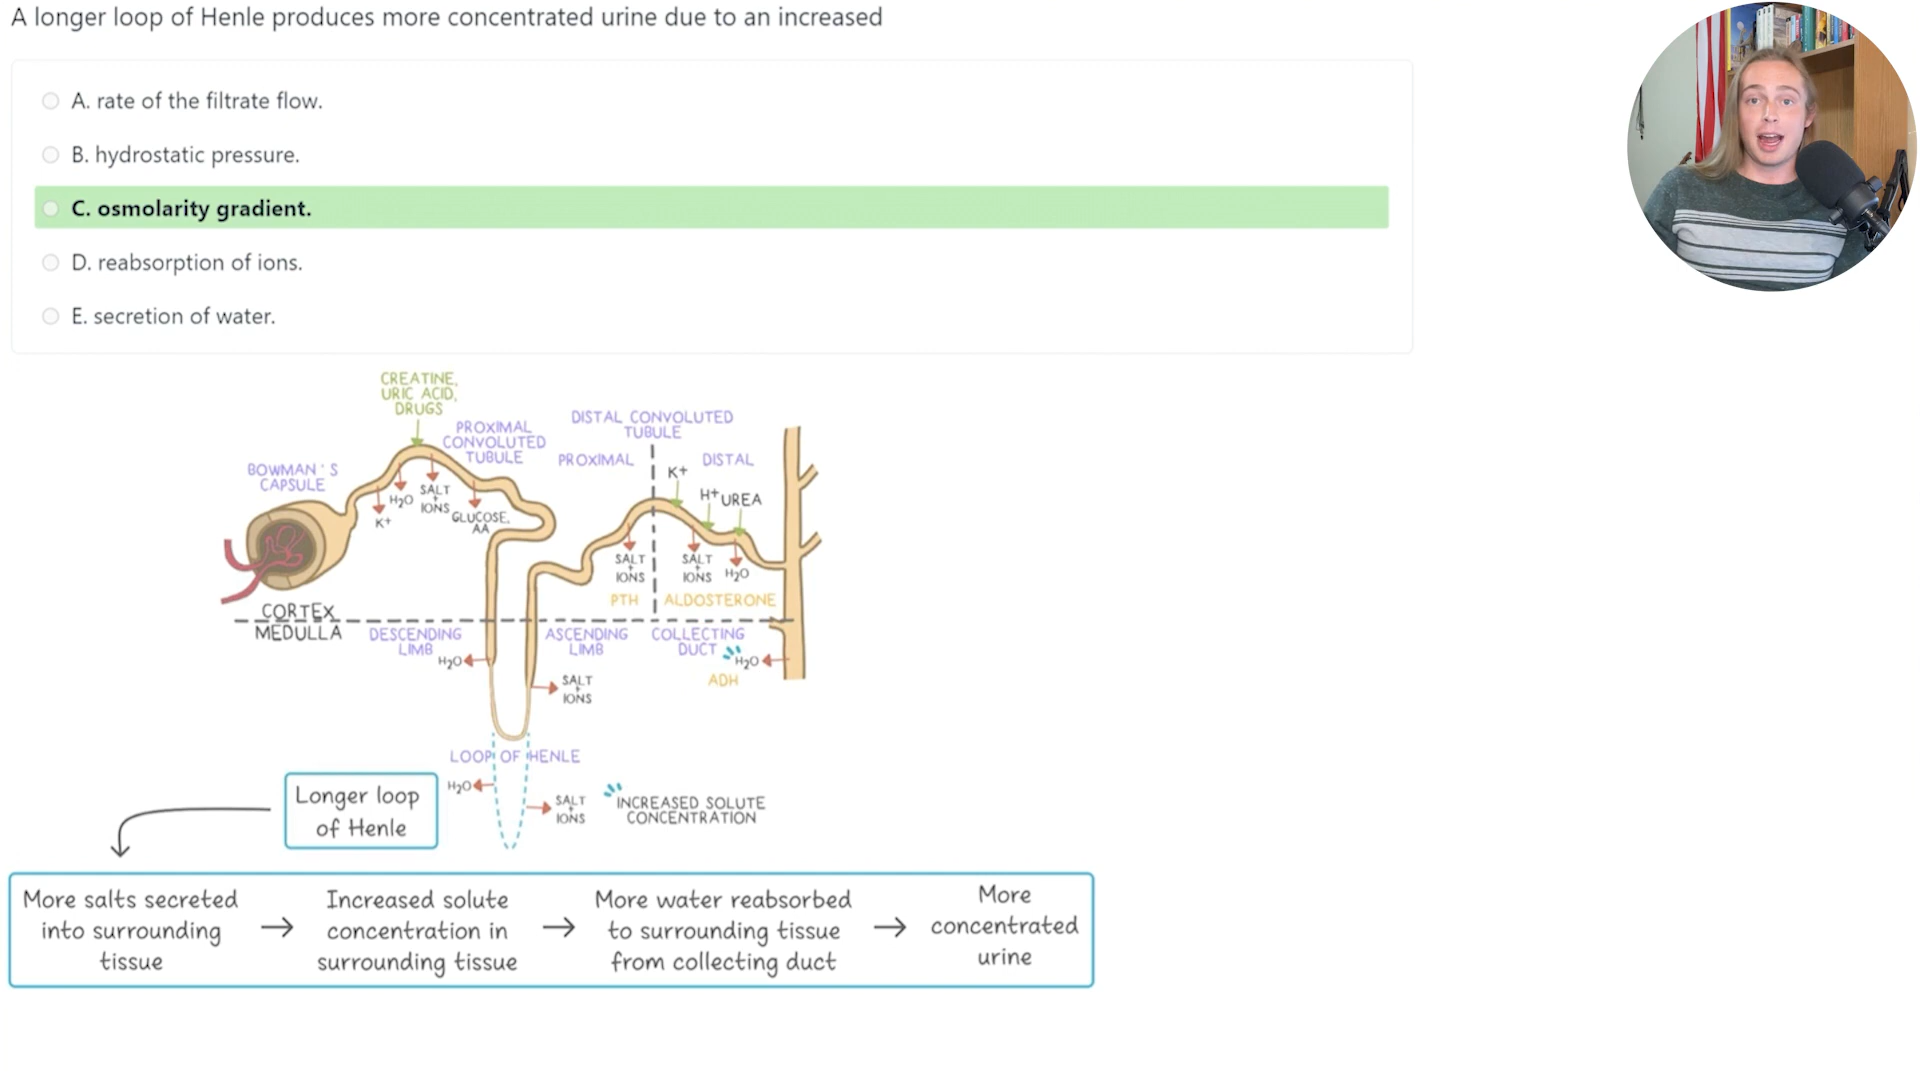 A longer loop of Henle produces more concentrated urine due to an increased
A. rate of the filtrate flow.
B. hydrostatic pressure.
C. osmolarity gradient.
D. reabsorption of ions.
E. secretion of water.
CREATINE,
URIC ACID,
DRUGS
PROXIMAL
CONVOLUTED
TUBULE
DISTAL CONVOLUTED
TUBULE
PROXIMAL
DISTAL
BOWMAN'S
CAPSULE
K+
H2O
SALT
+
IONS
GLUCOSE,
AA
K+
H+
UREA
SALT
+
IONS
SALT
+
IONS
H2O
PTH
ALDOSTERONE
CORTEX
MEDULLA
DESCENDING
LIMB
H2O
ASCENDING
LIMB
COLLECTING
DUCT
H2O
ADH
SALT
+
IONS
LOOP OF HENLE
H2O
SALT
+
IONS
INCREASED SOLUTE
CONCENTRATION
Longer loop
of Henle
More salts secreted
into surrounding
tissue
→
Increased solute
concentration in
surrounding tissue
→
More water reabsorbed
to surrounding tissue
from collecting duct
→
More
concentrated
urine